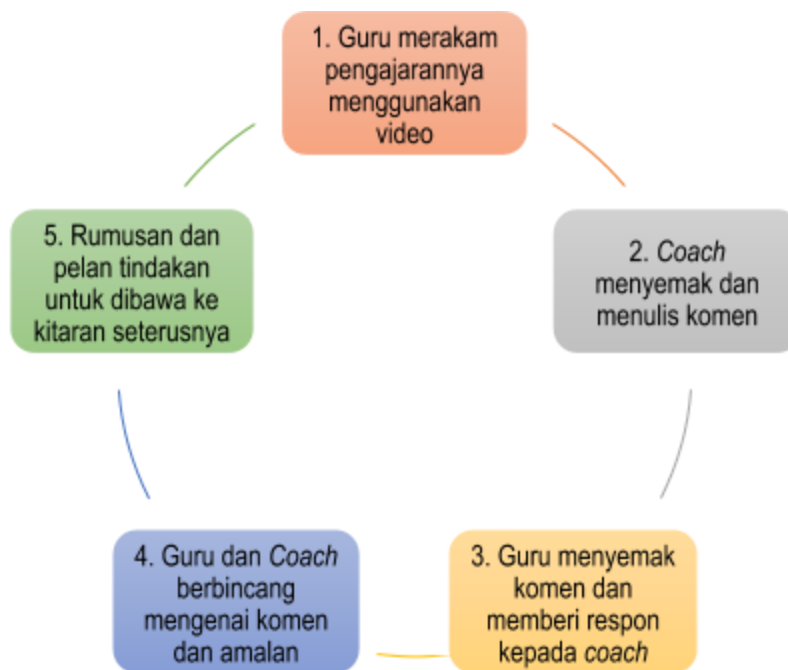 1. Guru merakam
pengajarannya
menggunakan
video
2. Coach
menyemak dan
menulis komen
3. Guru menyemak
komen dan
memberi respon
kepada coach
4. Guru dan Coach
berbincang
mengenai komen
dan amalan
5. Rumusan dan
pelan tindakan
untuk dibawa ke
kitaran seterusnya